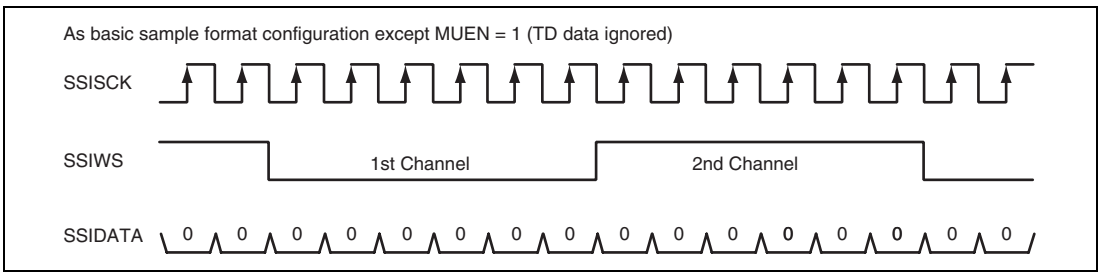 As basic sample format configuration except MUEN = 1 (TD data ignored)
SSISCK
SSIWS 1st Channel 2nd Channel
SSIDATA 0 0 0 0 0 0 0 0 0 0 0 0 0 0 0 0